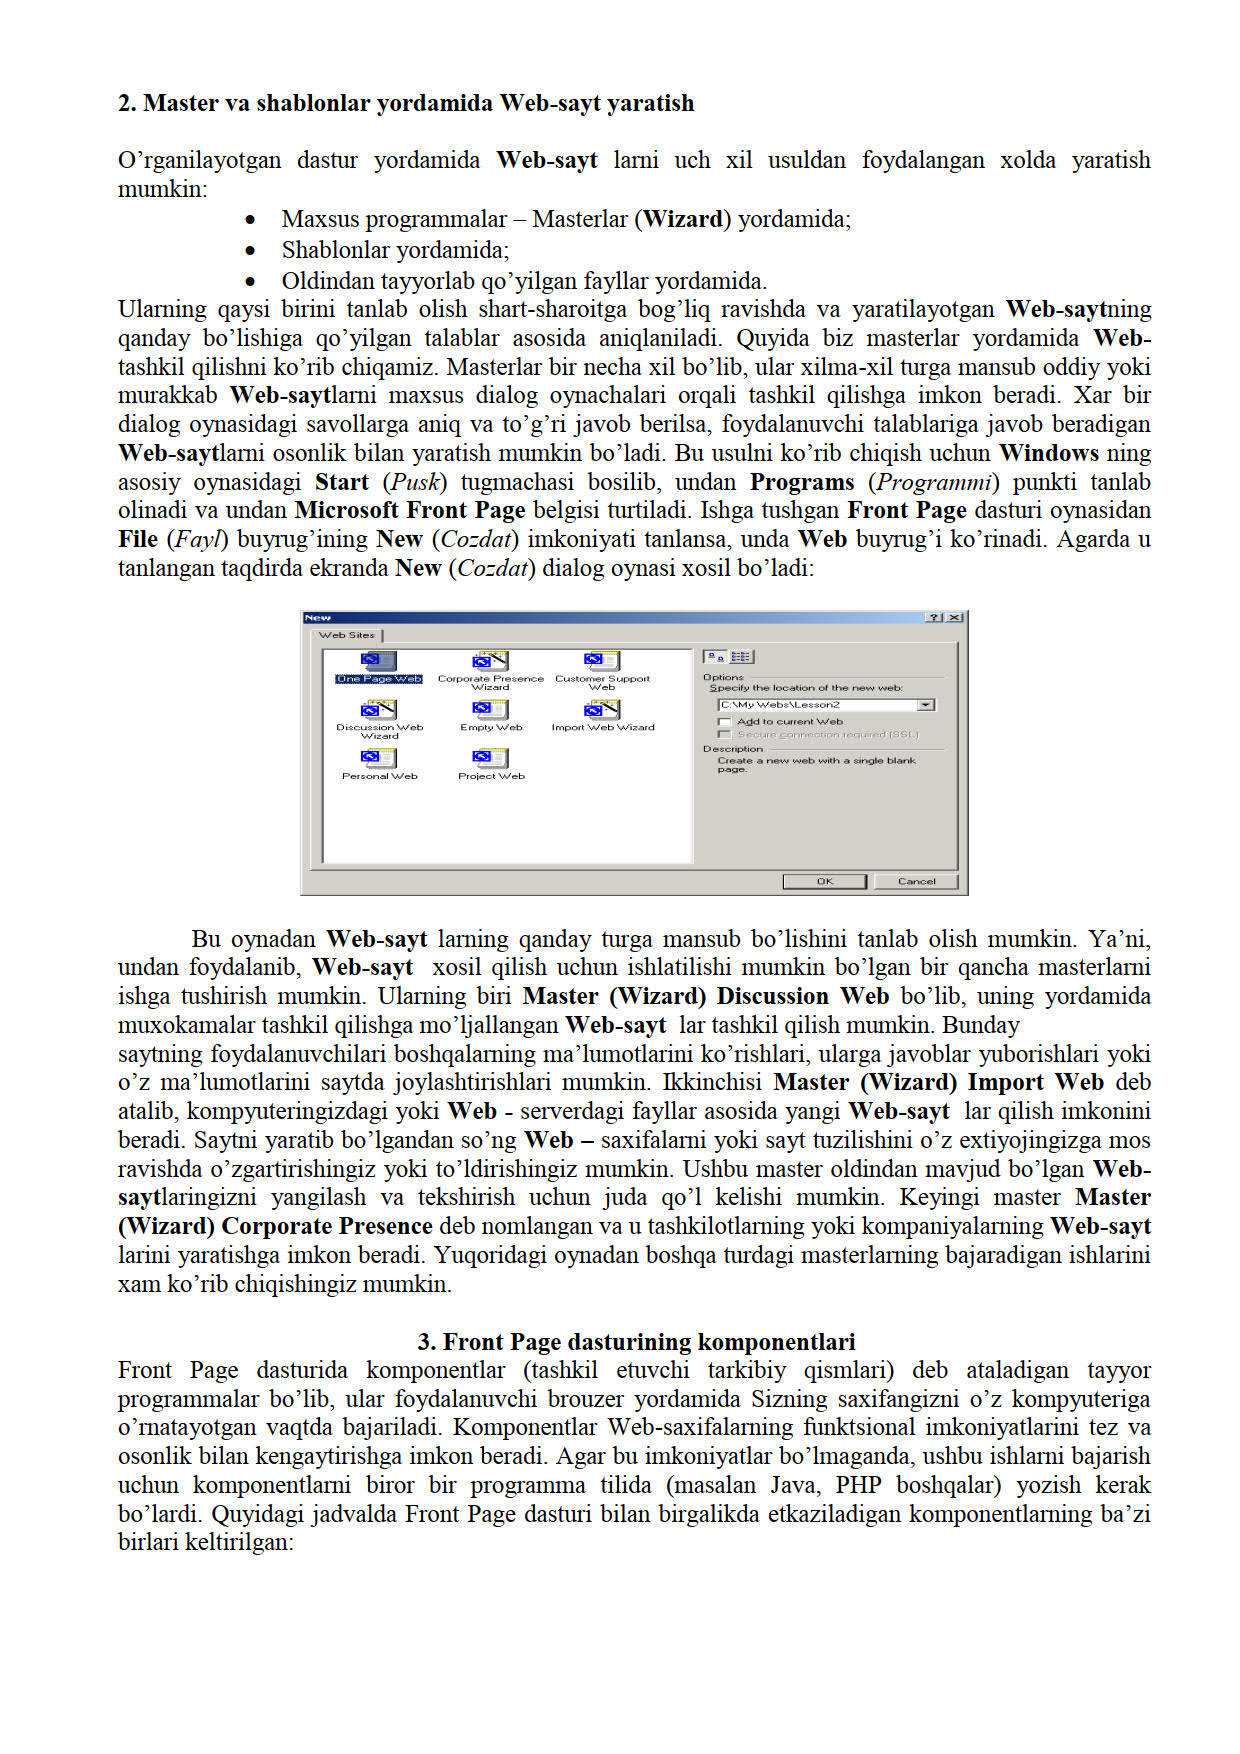 2. Master va shablonlar yordamida Web-sayt yaratish
O’rganilayotgan dastur yordamida Web-sayt larni uch xil usuldan foydalangan xolda yaratish
mumkin:
• Maxsus programmalar – Masterlar (Wizard) yordamida;
• Shablonlar yordamida;
• Oldindan tayyorlab qo’yilgan fayllar yordamida.
Ularning qaysi birini tanlab olish shart-sharoitga bog’liq ravishda va yaratilayotgan Web-saytning
qanday bo’lishiga qo’yilgan talablar asosida aniqlaniladi. Quyida biz masterlar yordamida Web-
tashkil qilishni ko’rib chiqamiz. Masterlar bir necha xil bo’lib, ular xilma-xil turga mansub oddiy yoki
murakkab Web-saytlarni maxsus dialog oynachalari orqali tashkil qilishga imkon beradi. Xar bir
dialog oynasidagi savollarga aniq va to’g’ri javob berilsa, foydalanuvchi talablariga javob beradigan
Web-saytlarni osonlik bilan yaratish mumkin bo’ladi. Bu usulni ko’rib chiqish uchun Windows ning
asosiy oynasidagi Start (Pusk) tugmachasi bosilib, undan Programs (Programmi) punkti tanlab
olinadi va undan Microsoft Front Page belgisi turtiladi. Ishga tushgan Front Page dasturi oynasidan
File (Fayl) buyrug’ining New (Cozdat) imkoniyati tanlansa, unda Web buyrug’i ko’rinadi. Agarda u
tanlangan taqdirda ekranda New (Cozdat) dialog oynasi xosil bo’ladi:
New
Web Sites
One Page Web
Corporate Presence
Wizard
Customer Support
Web
Discussion Web
Wizard
Empty Web
Import Web Wizard
Personal Web
Project Web
Options
Specify the location of the new web:
C:\My Webs\Lesson2
Add to current Web
Secure connection required (SSL)
Description
Create a new web with a single blank
page.
OK
Cancel
Bu oynadan Web-sayt larning qanday turga mansub bo’lishini tanlab olish mumkin. Ya’ni,
undan foydalanib, Web-sayt xosil qilish uchun ishlatilishi mumkin bo’lgan bir qancha masterlarni
ishga tushirish mumkin. Ularning biri Master (Wizard) Discussion Web bo’lib, uning yordamida
muxokamalar tashkil qilishga mo’ljallangan Web-sayt lar tashkil qilish mumkin. Bunday
saytning foydalanuvchilari boshqalarning ma’lumotlarini ko’rishlari, ularga javoblar yuborishlari yoki
o’z ma’lumotlarini saytda joylashtirishlari mumkin. Ikkinchisi Master (Wizard) Import Web deb
atalib, kompyuteringizdagi yoki Web - serverdagi fayllar asosida yangi Web-sayt lar qilish imkonini
beradi. Saytni yaratib bo’lgandan so’ng Web – saxifalarni yoki sayt tuzilishini o’z extiyojingizga mos
ravishda o’zgartirishingiz yoki to’ldirishingiz mumkin. Ushbu master oldindan mavjud bo’lgan Web-
saytlaringizni yangilash va tekshirish uchun juda qo’l kelishi mumkin. Keyingi master Master
(Wizard) Corporate Presence deb nomlangan va u tashkilotlarning yoki kompaniyalarning Web-sayt
larini yaratishga imkon beradi. Yuqoridagi oynadan boshqa turdagi masterlarning bajaradigan ishlarini
xam ko’rib chiqishingiz mumkin.
3. Front Page dasturining komponentlari
Front Page dasturida komponentlar (tashkil etuvchi tarkibiy qismlari) deb ataladigan tayyor
programmalar bo’lib, ular foydalanuvchi brouzer yordamida Sizning saxifangizni o’z kompyuteriga
o’rnatayotgan vaqtda bajariladi. Komponentlar Web-saxifalarning funktsional imkoniyatlarini tez va
osonlik bilan kengaytirishga imkon beradi. Agar bu imkoniyatlar bo’lmaganda, ushbu ishlarni bajarish
uchun komponentlarni biror bir programma tilida (masalan Java, PHP boshqalar) yozish kerak
bo’lardi. Quyidagi jadvalda Front Page dasturi bilan birgalikda etkaziladigan komponentlarning ba’zi
birlari keltirilgan: